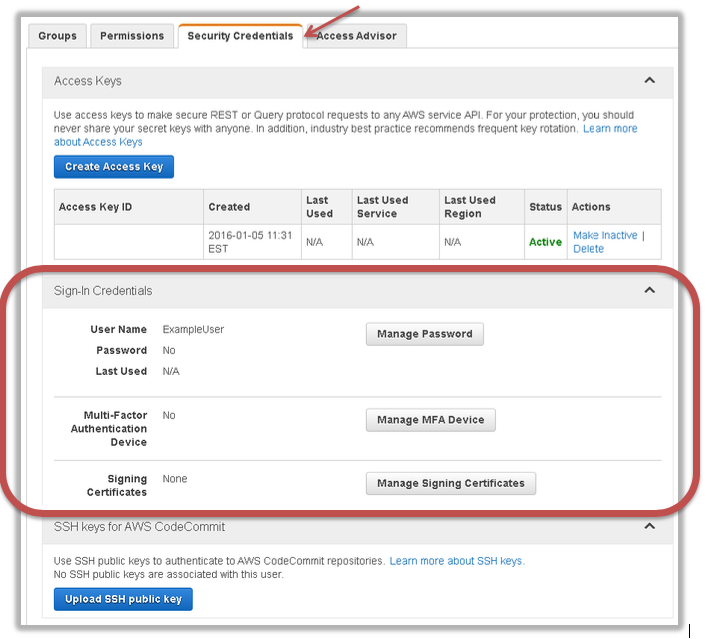 Groups Permissions Security Credentials Access Advisor
Access Keys
Use access keys to make secure REST or Query protocol requests to any AWS service API. For your protection, you should
never share your secret keys with anyone. In addition, industry best practice recommends frequent key rotation. Learn more
about Access Keys
Create Access Key
Access Key ID Created Last Used Last Used Service Last Used Region Status Actions
2016-01-05 11:31 EST N/A N/A N/A Active Make Inactive | Delete
Sign-In Credentials
User Name ExampleUser Manage Password
Password No
Last Used N/A
Multi-Factor Authentication Device No Manage MFA Device
Signing Certificates None Manage Signing Certificates
SSH keys for AWS CodeCommit
Use SSH public keys to authenticate to AWS CodeCommit repositories. Learn more about SSH keys.
No SSH public keys are associated with this user.
Upload SSH public key